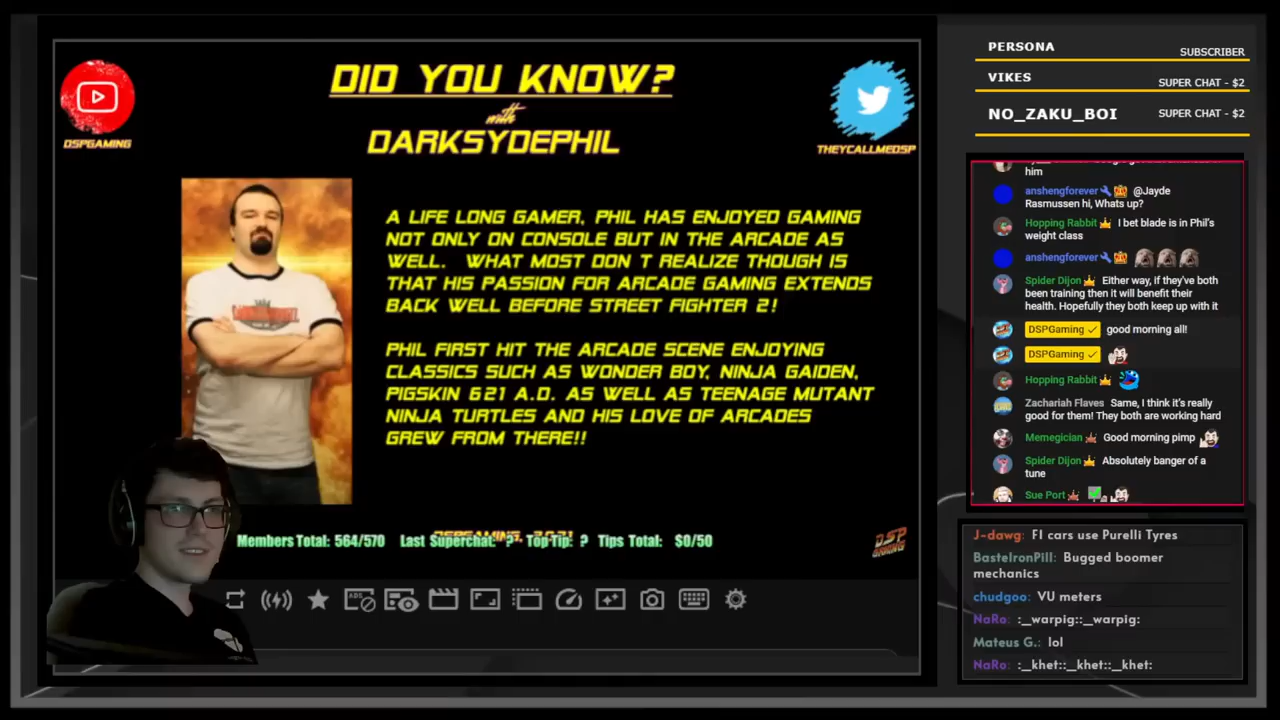 DID YOU KNOW?
with
DARKSYDEPHIL
DSPGAMING
THEYCALLMEDSP
A LIFE LONG GAMER, PHIL HAS ENJOYED GAMING
NOT ONLY ON CONSOLE BUT IN THE ARCADE AS
WELL. WHAT MOST DON T REALIZE THOUGH IS
THAT HIS PASSION FOR ARCADE GAMING EXTENDS
BACK WELL BEFORE STREET FIGHTER 2!
PHIL FIRST HIT THE ARCADE SCENE ENJOYING
CLASSICS SUCH AS WONDER BOY, NINJA GAIDEN,
PIGSKIN 621 A.D. AS WELL AS TEENAGE MUTANT
NINJA TURTLES AND HIS LOVE OF ARCADES
GREW FROM THERE!!
Members Total: 564/570 Last Superchat: ? Top Tip: ? Tips Total: $0/50
DSP
GAMING
ADS
PERSONA SUBSCRIBER
VIKES SUPER CHAT - $2
NO_ZAKU_BOI SUPER CHAT - $2
him
anshengforever @Jayde
Rasmussen hi, Whats up?
Hopping Rabbit I bet blade is in Phil's
weight class
anshengforever
Spider Dijon Either way, if they've both
been training then it will benefit their
health. Hopefully they both keep up with it
DSPGaming good morning all!
DSPGaming
Hopping Rabbit
Zachariah Flaves Same, I think it's really
good for them! They both are working hard
Memegician Good morning pimp
Spider Dijon Absolutely banger of a
tune
Sue Port
J-dawg: F1 cars use Purelli Tyres
BasteIronPill: Bugged boomer
mechanics
chudgoo: VU meters
NaRo: :_warpig::_warpig:
Mateus G.: lol
NaRo: :_khet::_khet::_khet: